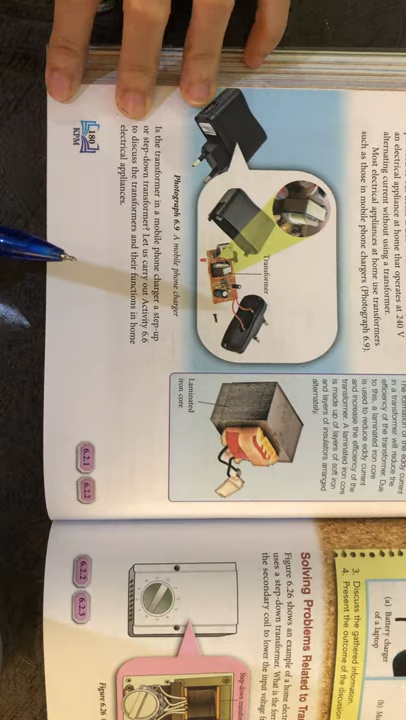 an electrical appliance at home that operates at 240 V
alternating current without using a transformer.
Most electrical appliances at home use transformers
such as those in mobile phone chargers (Photograph 6.9).
Transformer
Photograph 6.9 A mobile phone charger
Is the transformer in a mobile phone charger a step-up
or step-down transformer? Let us carry out Activity 6.6
to discuss the transformers and their functions in home
electrical appliances.
180
KPM
The formation of the eddy current
in a transformer will reduce the
efficiency of the transformer. Due
to this, a laminated iron core
is used to reduce eddy current
and increase the efficiency of the
transformer. A laminated iron core
is made up of layers of soft iron
and layers of insulators arranged
alternately.
Laminated
iron core
6.2.1 6.2.2
(a) Battery charger
of a laptop
(b)
3. Discuss the gathered information.
4. Present the outcome of the discussion
Solving Problems Related to
Figure 6.26 shows an example of a home
uses a step-down transformer. What is the
the secondary coil to lower the input voltage
Step-down
Figure 6.26
6.2.2 6.2.3